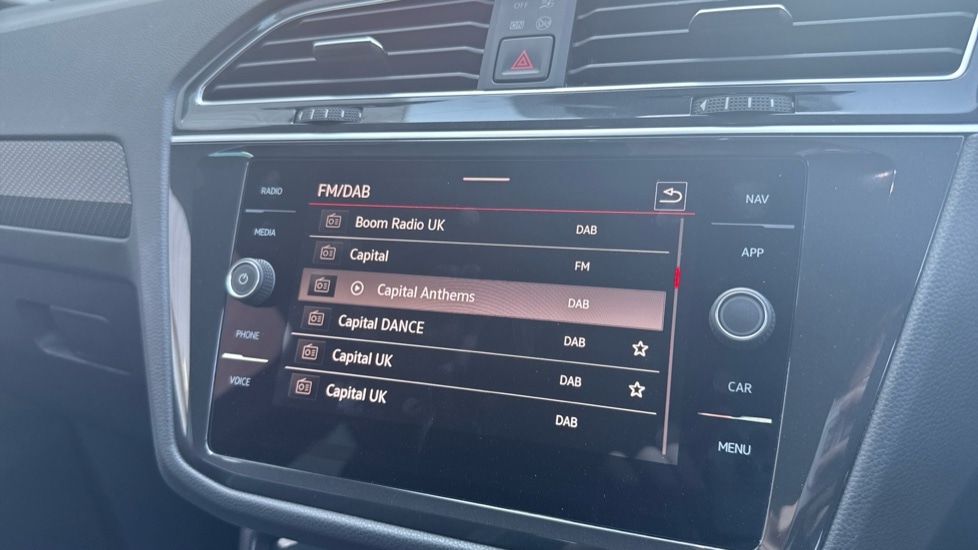 OFF
RADIO
FM/DAB
NAV
MEDIA
Boom Radio UK DAB
APP
Capital FM
Capital Anthems DAB
Capital DANCE DAB
PHONE
Capital UK DAB
CAR
VOICE
Capital UK DAB
MENU